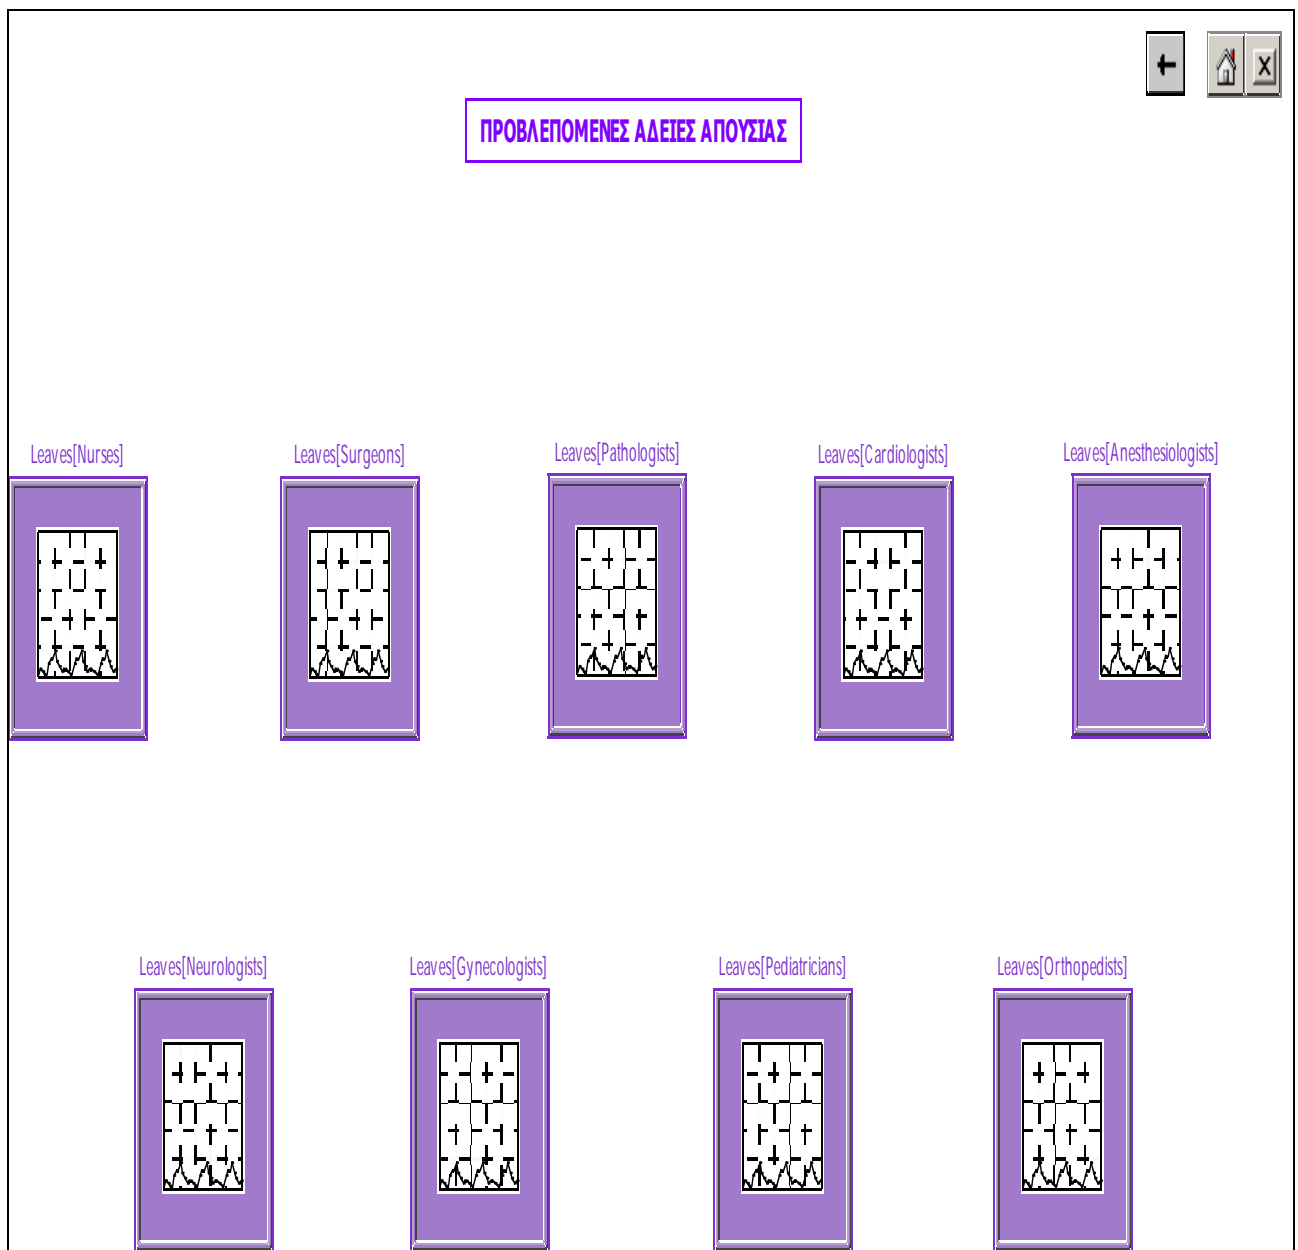 ΠΡΟΒΛΕΠΟΜΕΝΕΣ ΑΔΕΙΕΣ ΑΠΟΥΣΙΑΣ
Leaves[Nurses]
Leaves[Surgeons]
Leaves[Pathologists]
Leaves[Cardiologists]
Leaves[Anesthesiologists]
Leaves[Neurologists]
Leaves[Gynecologists]
Leaves[Pediatricians]
Leaves[Orthopedists]